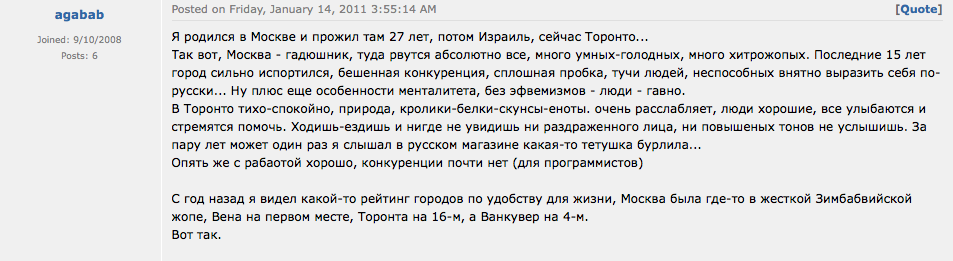 agabab
Joined: 9/10/2008
Posts: 6
Posted on Friday, January 14, 2011 3:55:14 AM
[Quote]
Я родился в Москве и прожил там 27 лет, потом Израиль, сейчас Торонто...
Так вот, Москва - гадюшник, туда рвутся абсолютно все, много умных-голодных, много хитрожопых. Последние 15 лет
город сильно испортился, бешенная конкуренция, сплошная пробка, тучи людей, неспособных внятно выразить себя по-
русски... Ну плюс еще особенности менталитета, без эфвемизмов - люди - гавно.
В Торонто тихо-спокойно, природа, кролики-белки-скунсы-еноты. очень расслабляет, люди хорошие, все улыбаются и
стремятся помочь. Ходишь-ездишь и нигде не увидишь ни раздраженного лица, ни повышеных тонов не услышишь. За
пару лет может один раз я слышал в русском магазине какая-то тетушка бурлила...
Опять же с рабаотой хорошо, конкуренции почти нет (для программистов)
С год назад я видел какой-то рейтинг городов по удобству для жизни, Москва была где-то в жесткой Зимбабвийской
жопе, Вена на первом месте, Торонта на 16-м, а Ванкувер на 4-м.
Вот так.